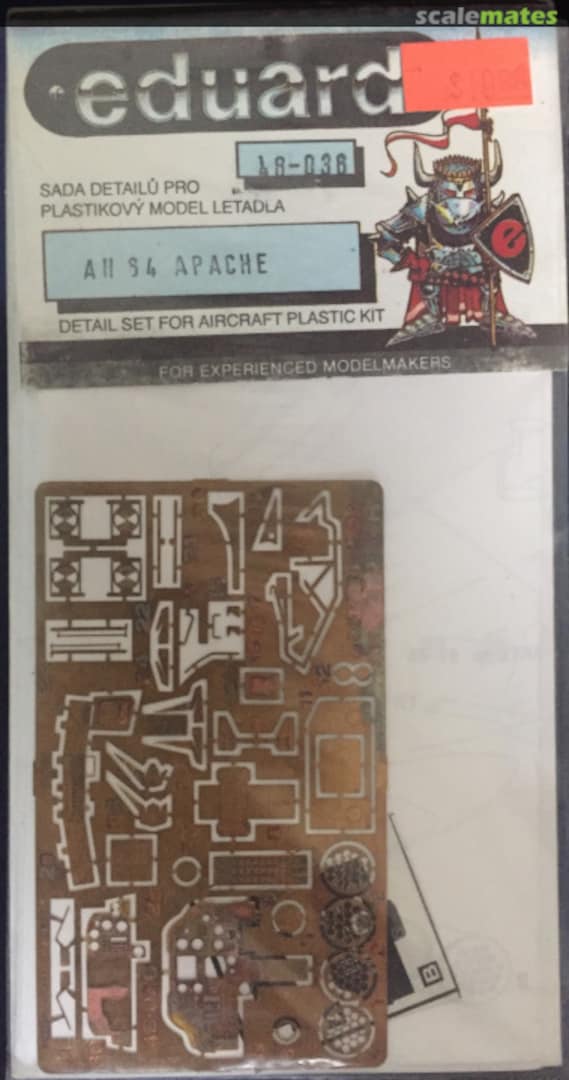 scalemates
eduard
48-036
SADA DETAILŮ PRO
PLASTIKOVÝ MODEL LETADLA
AH 64 APACHE
e
DETAIL SET FOR AIRCRAFT PLASTIC KIT
FOR EXPERIENCED MODELMAKERS